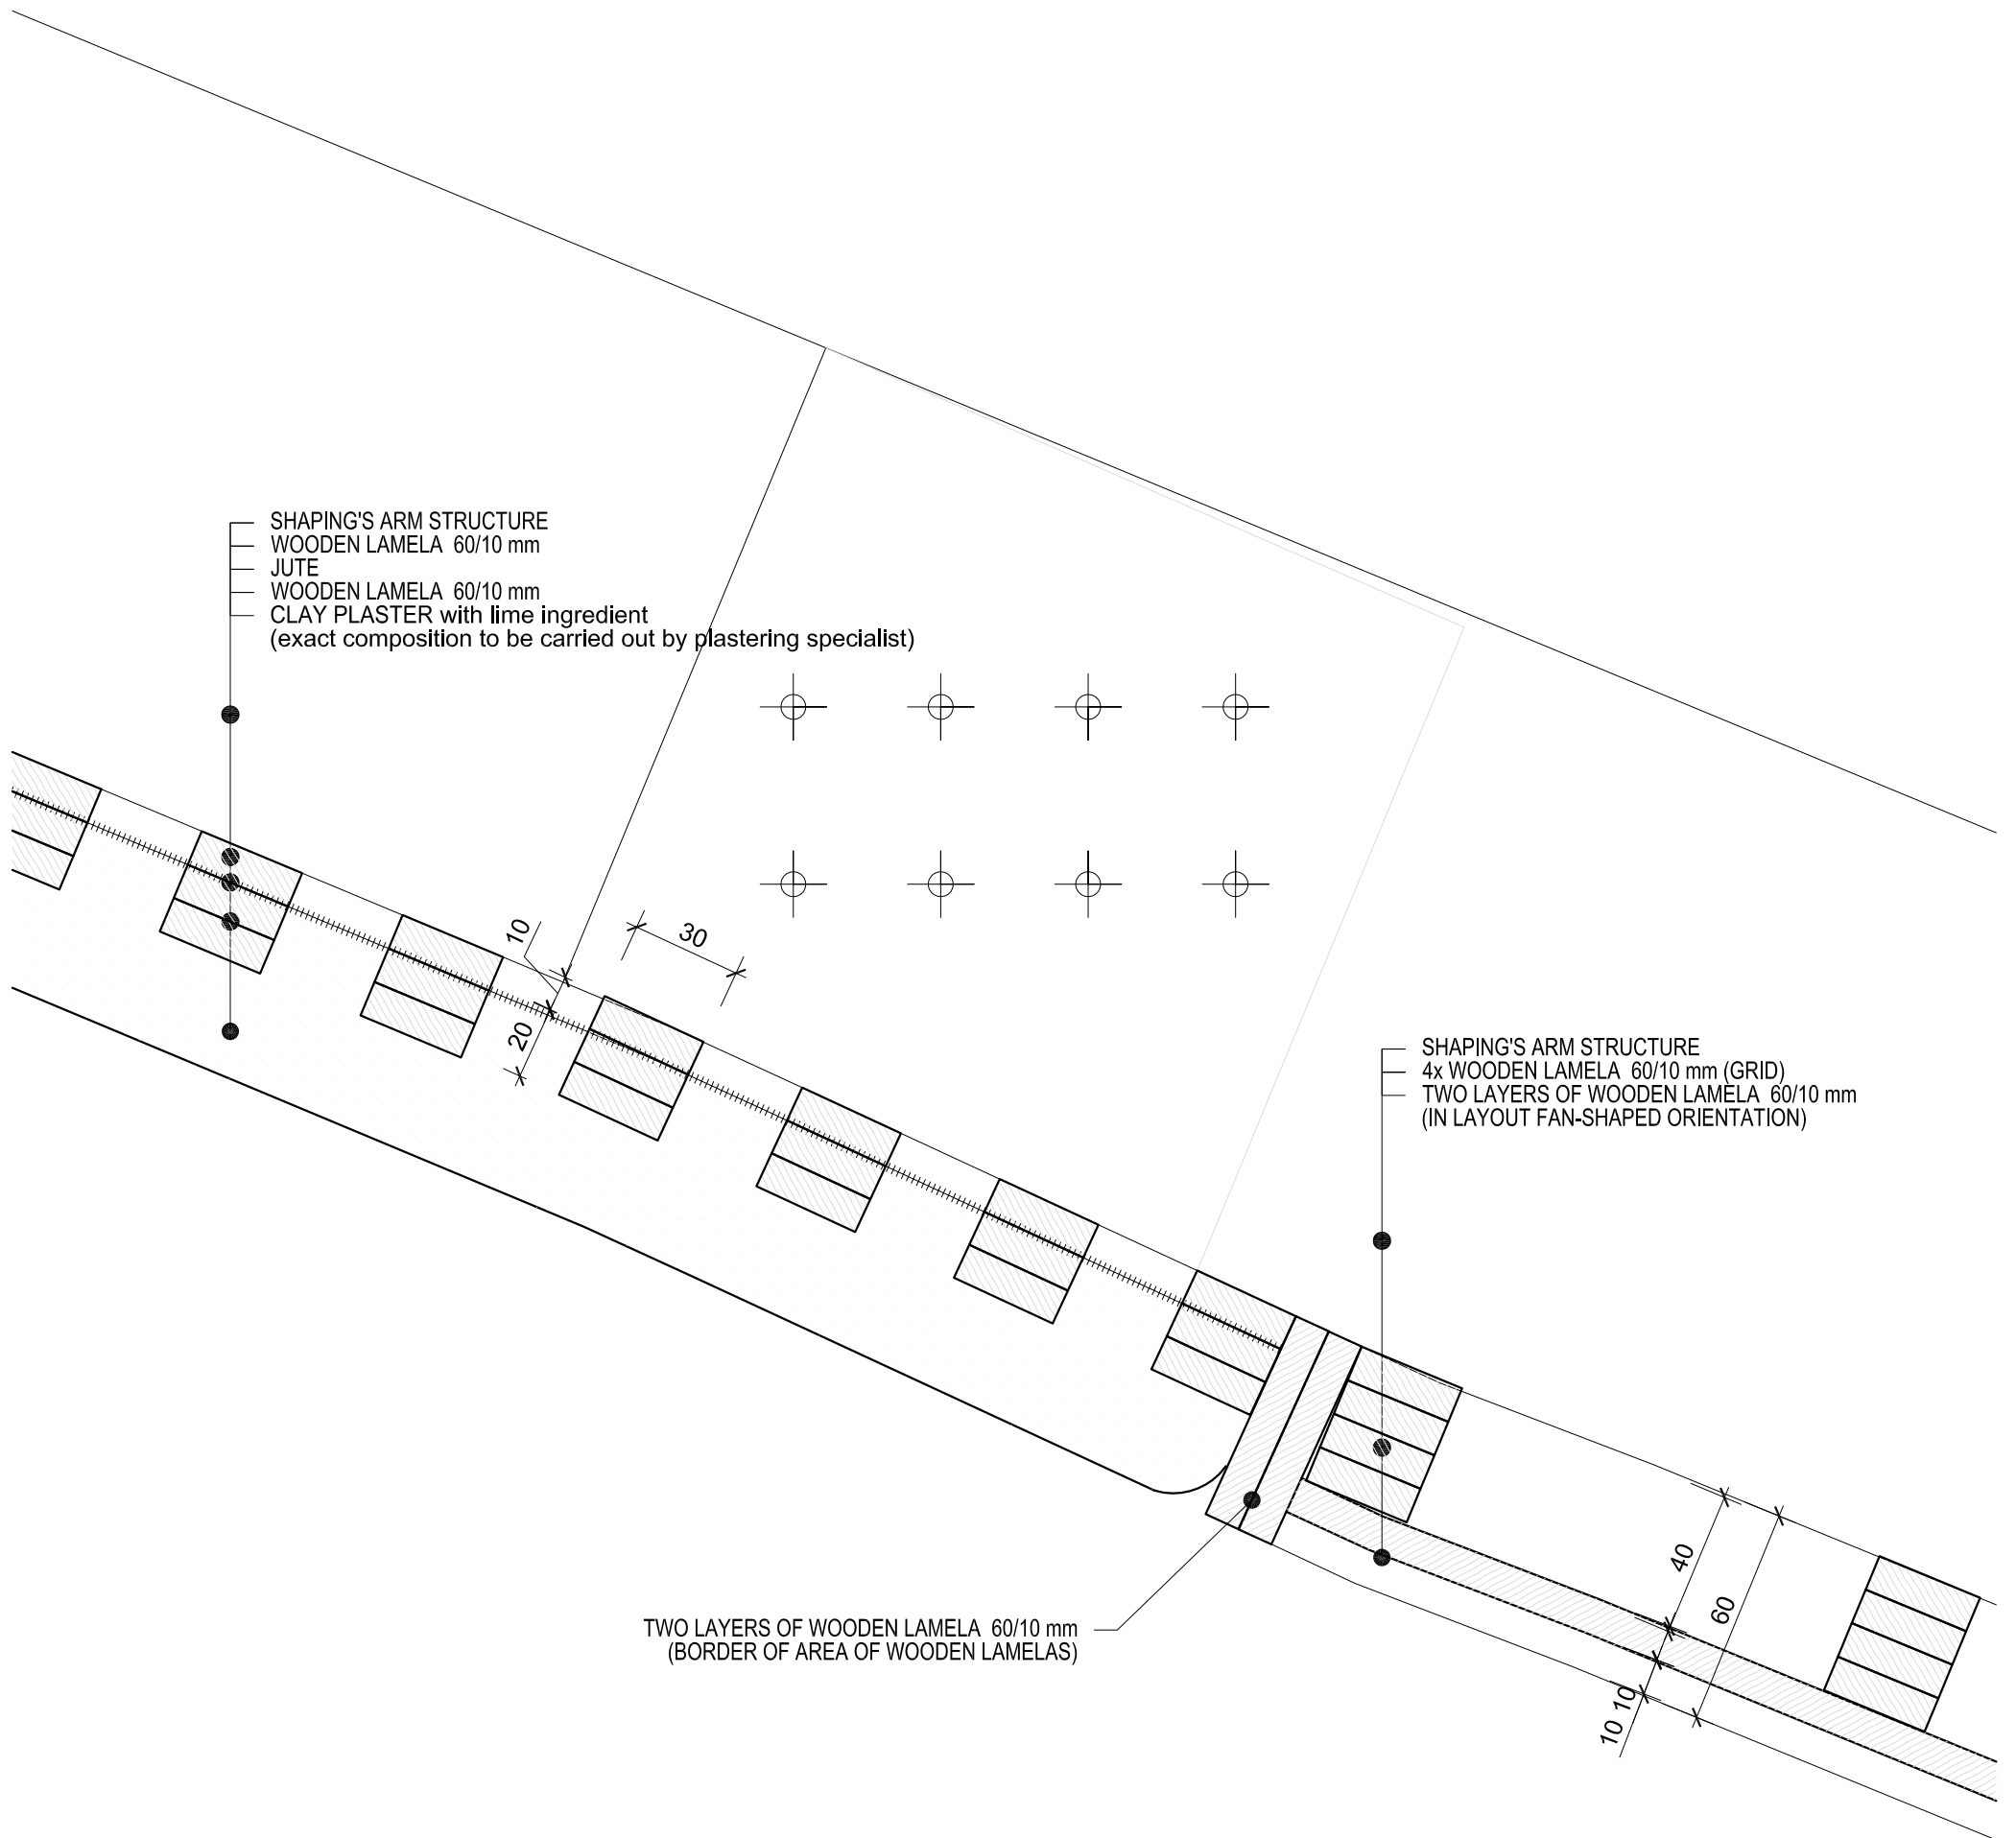 SHAPING'S ARM STRUCTURE
WOODEN LAMELA 60/10 mm
JUTE
WOODEN LAMELA 60/10 mm
CLAY PLASTER with lime ingredient
(exact composition to be carried out by plastering specialist)
10
30
20
SHAPING'S ARM STRUCTURE
4x WOODEN LAMELA 60/10 mm (GRID)
TWO LAYERS OF WOODEN LAMELA 60/10 mm
(IN LAYOUT FAN-SHAPED ORIENTATION)
40
60
TWO LAYERS OF WOODEN LAMELA 60/10 mm
(BORDER OF AREA OF WOODEN LAMELAS)
10
10